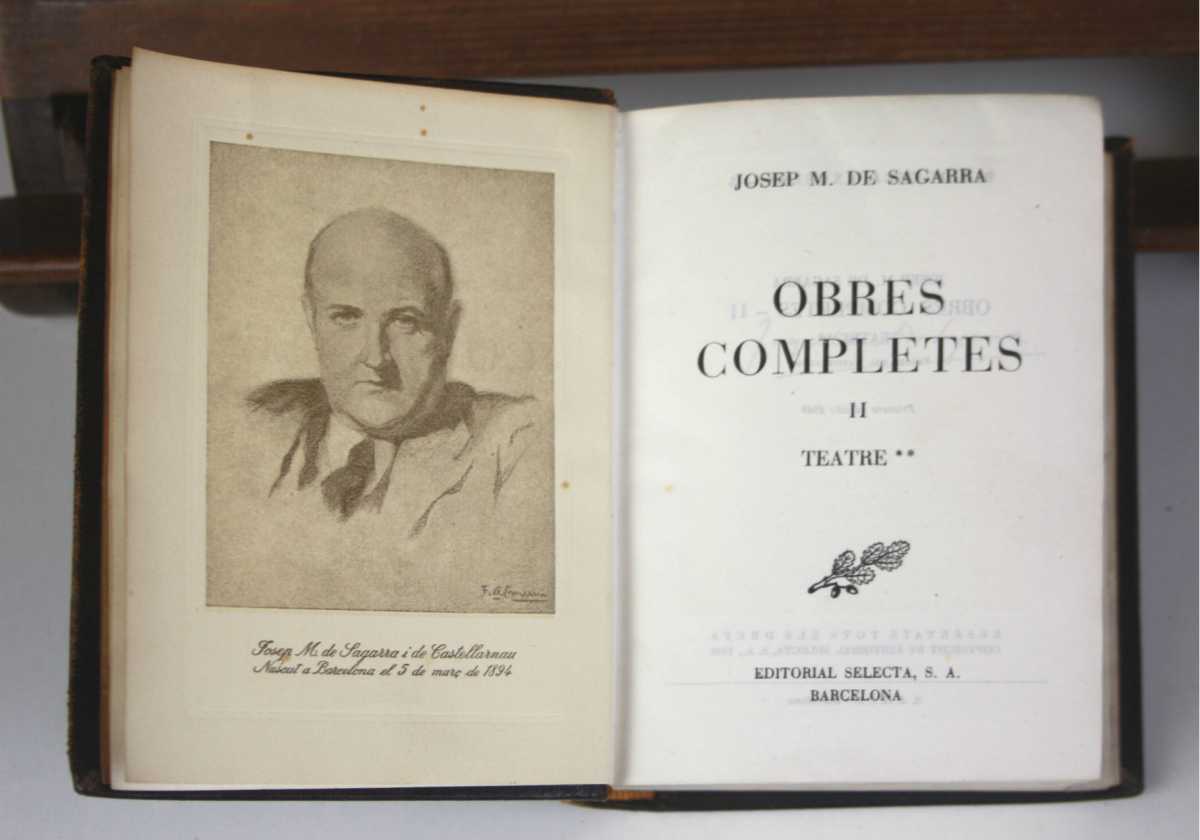 Josep M. de Sagarra i de Castellarnau
Nascut a Barcelona el 5 de març de 1894
JOSEP M. DE SAGARRA
OBRES
COMPLETES
II
TEATRE **
EDITORIAL SELECTA, S. A.
BARCELONA